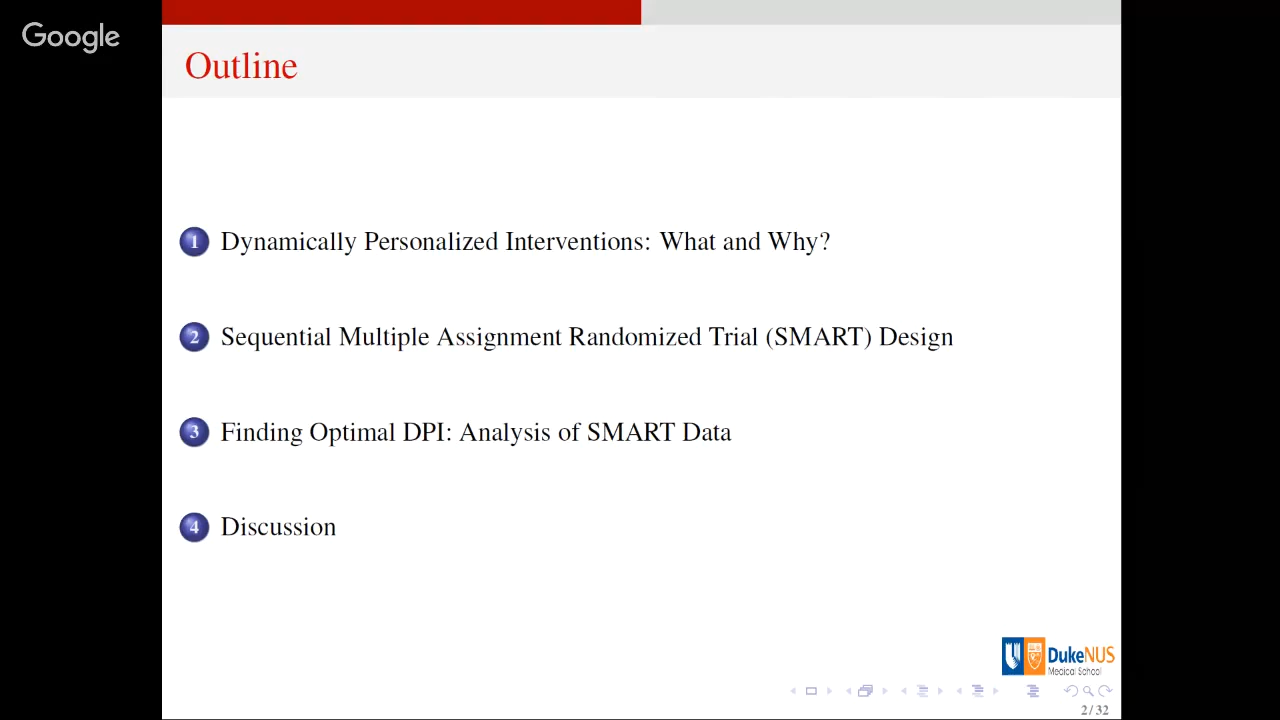 Google
Outline
1 Dynamically Personalized Interventions: What and Why?
2 Sequential Multiple Assignment Randomized Trial (SMART) Design
3 Finding Optimal DPI: Analysis of SMART Data
4 Discussion
DukeNUS
Medical School
2/32